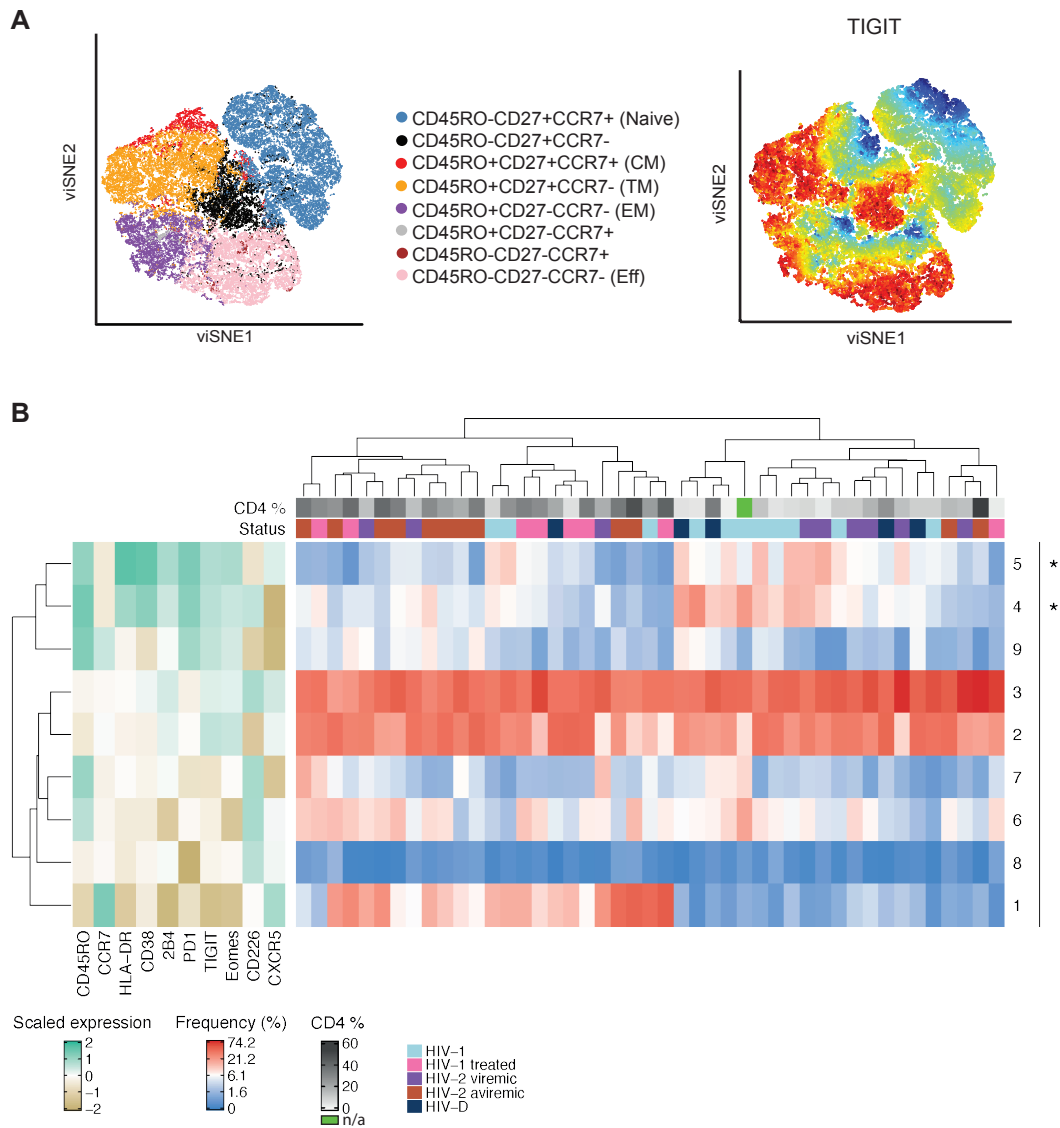 A
TIGIT
viSNE2
viSNE1
CD45RO-CD27+CCR7+ (Naive)
CD45RO-CD27+CCR7-
CD45RO+CD27+CCR7+ (CM)
CD45RO+CD27+CCR7- (TM)
CD45RO+CD27-CCR7- (EM)
CD45RO+CD27-CCR7+
CD45RO-CD27-CCR7+
CD45RO-CD27-CCR7- (Eff)
viSNE2
viSNE1
B
CD4 %
Status
5 *
4 *
9
3
2
7
6
8
1
CD45RO
CCR7
HLA-DR
CD38
2B4
PD1
TIGIT
Eomes
CD226
CXCR5
Scaled expression
2
1
0
-1
-2
Frequency (%)
74.2
21.2
6.1
1.6
0
CD4 %
60
40
20
0
n/a
HIV-1
HIV-1 treated
HIV-2 viremic
HIV-2 aviremic
HIV-D